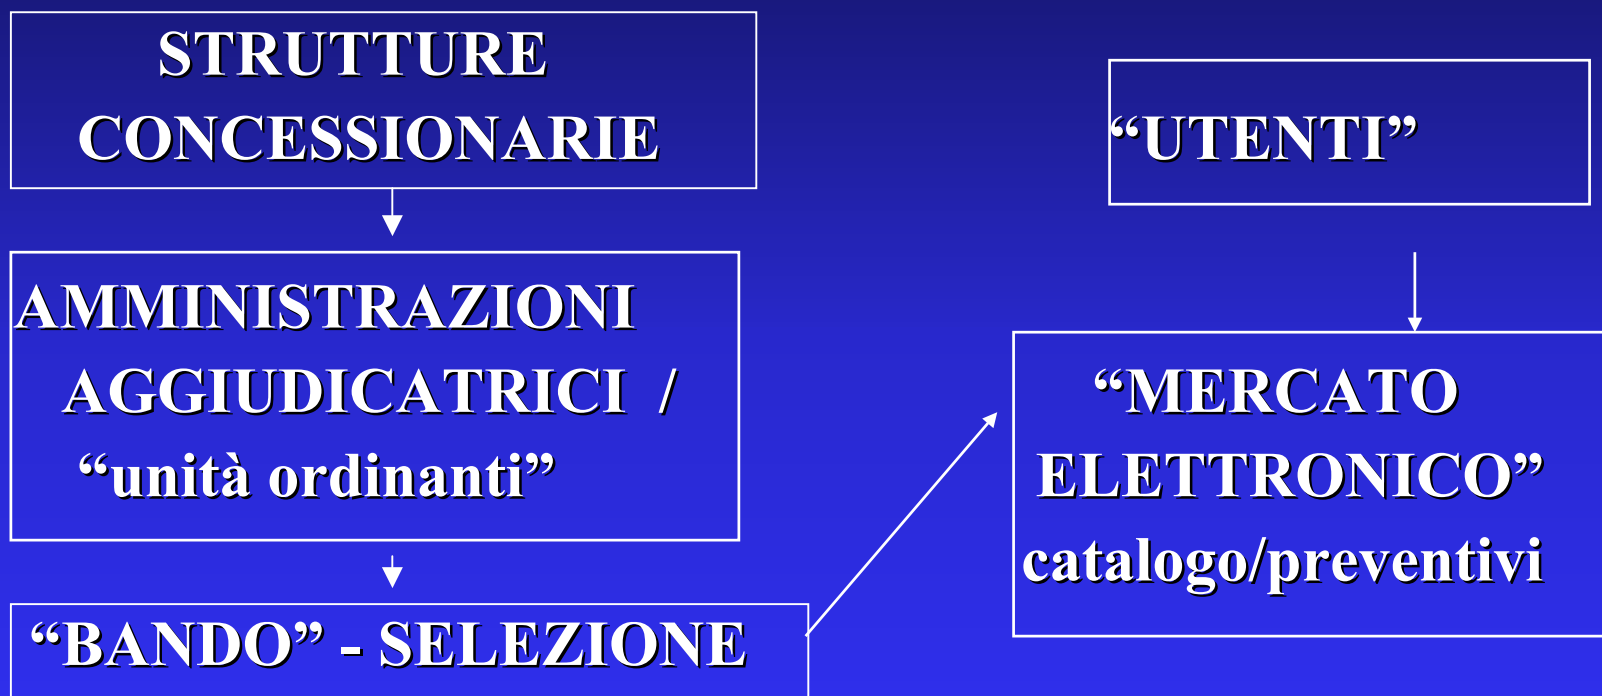 STRUTTURE
CONCESSIONARIE
AMMINISTRAZIONI
AGGIUDICATRICI /
“unità ordinanti”
“BANDO” - SELEZIONE
“UTENTI”
“MERCATO
ELETTRONICO”
catalogo/preventivi